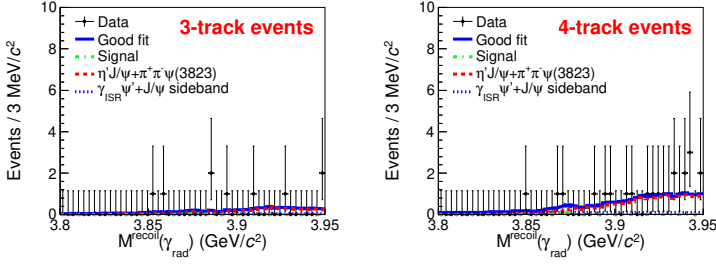 3-track events
Data
Good fit
Signal
η'J/ψ+π⁺π⁻ψ(3823)
γ_ISR ψ'+J/ψ sideband
Events / 3 MeV/c²
10
8
6
4
2
0
3.8 3.85 3.9 3.95
M^recoil(γ_rad) (GeV/c²)
4-track events
Data
Good fit
Signal
η'J/ψ+π⁺π⁻ψ(3823)
γ_ISR ψ'+J/ψ sideband
Events / 3 MeV/c²
10
8
6
4
2
0
3.8 3.85 3.9 3.95
M^recoil(γ_rad) (GeV/c²)